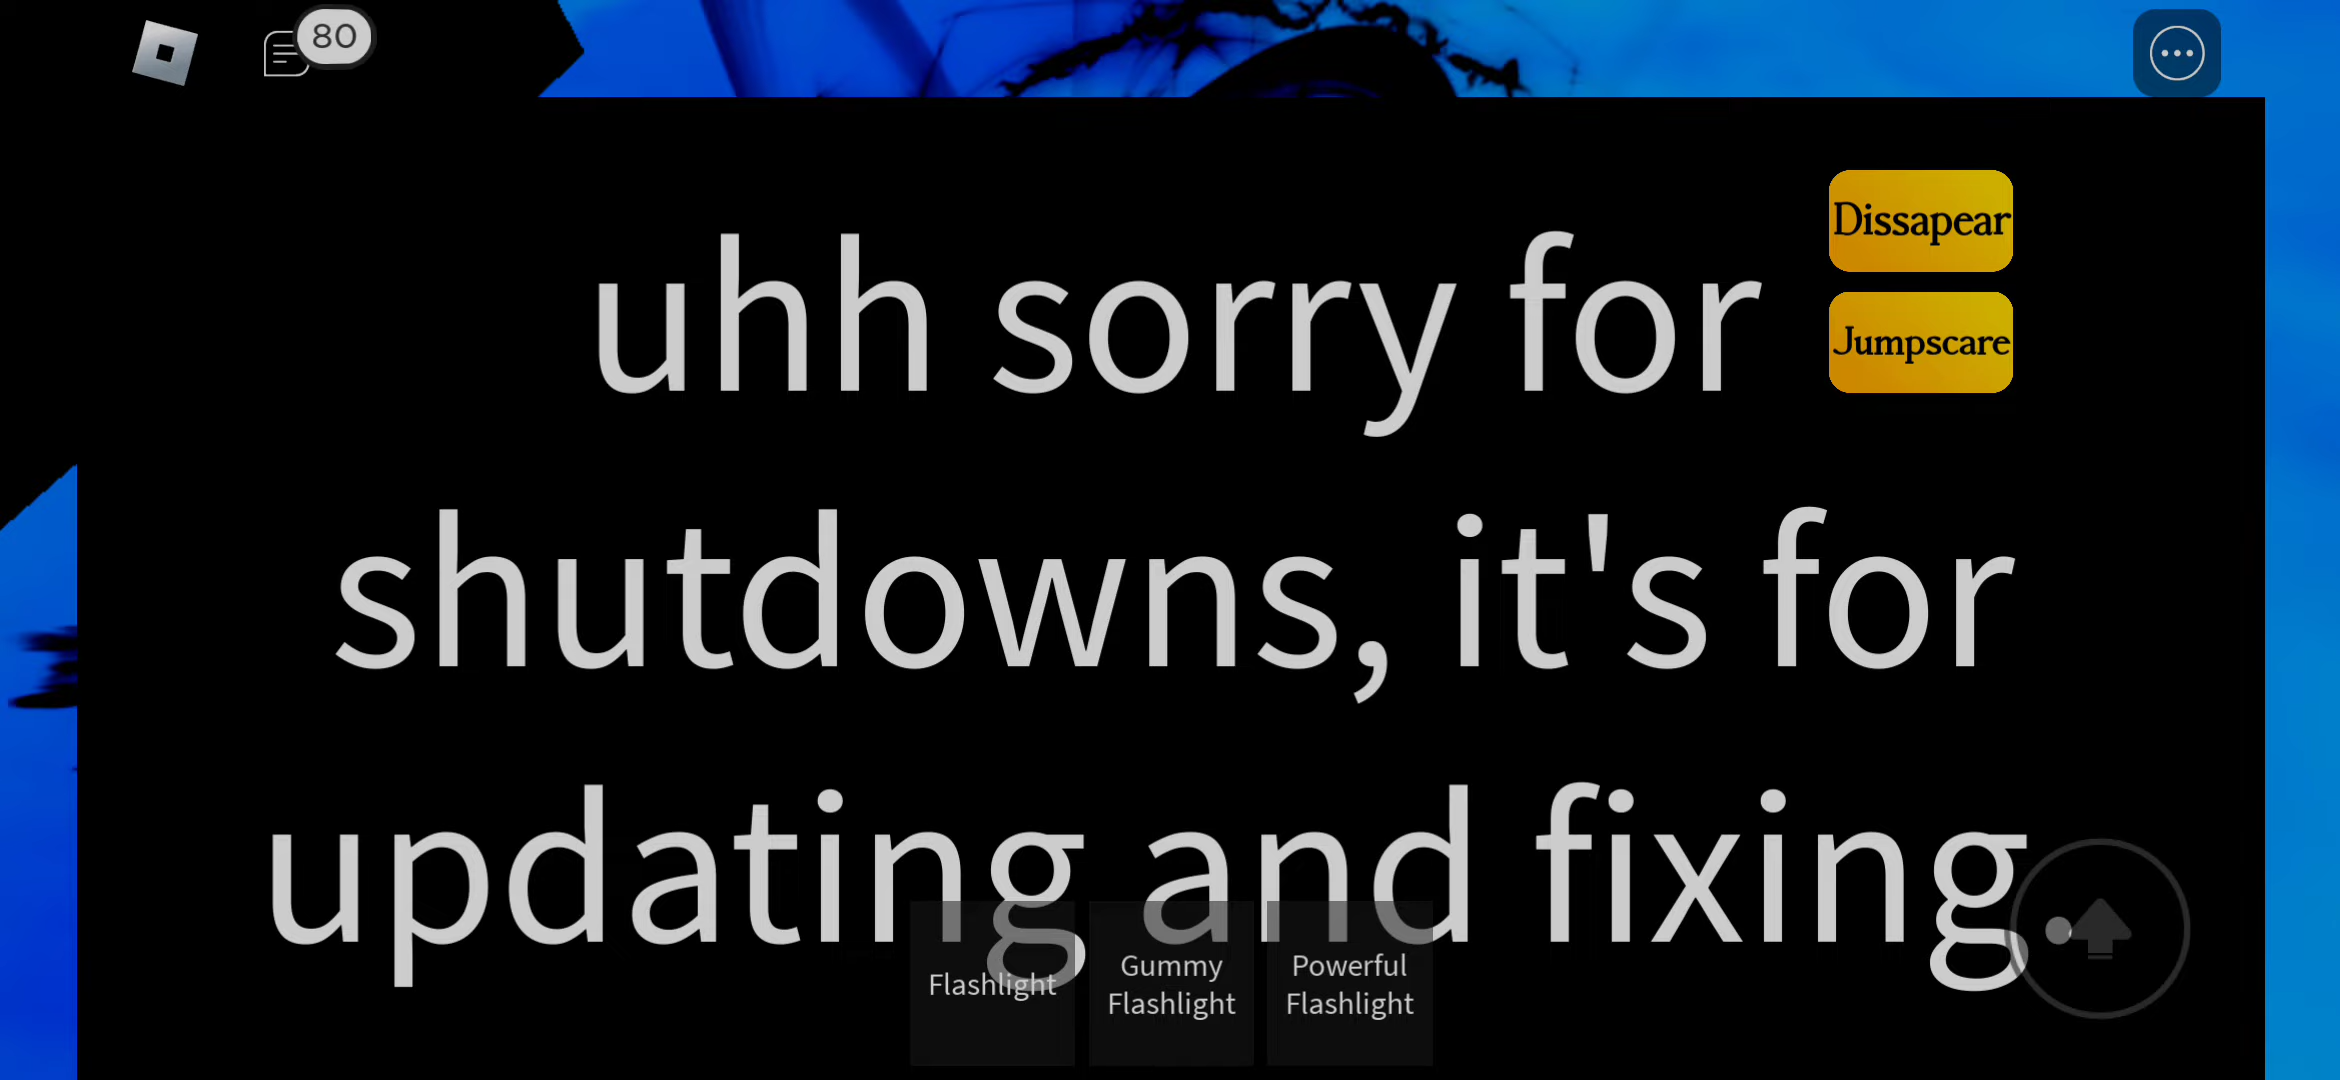 80
uhh sorry for
shutdowns, it's for
updating and fixing.
Dissapear
Jumpscare
Flashlight
Gummy
Flashlight
Powerful
Flashlight